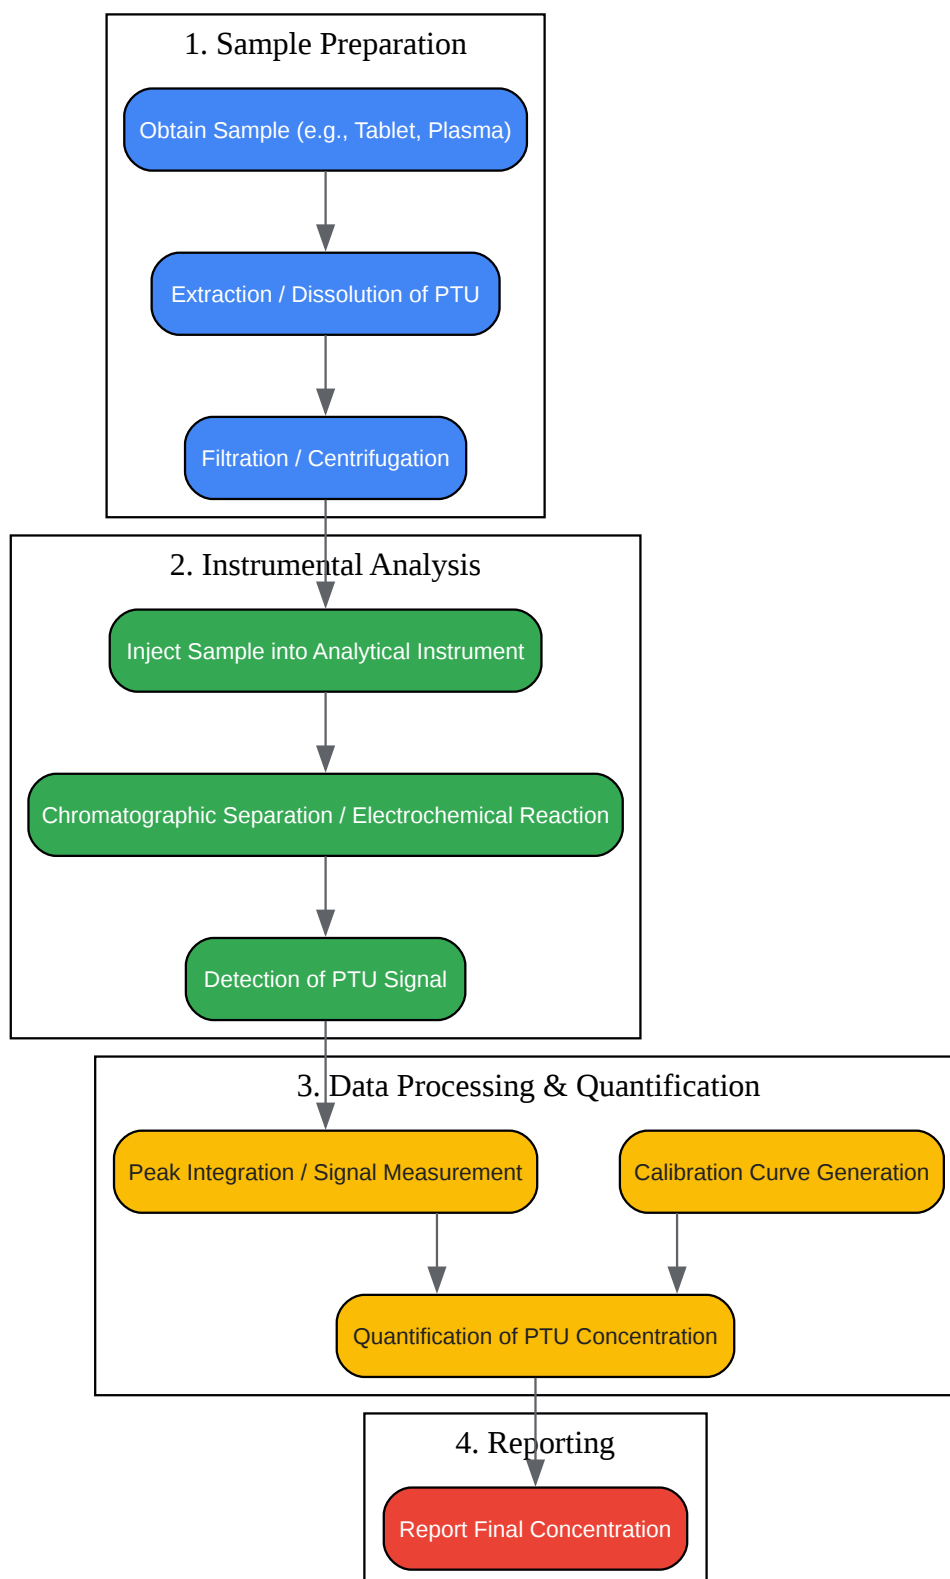 1. Sample Preparation
Obtain Sample (e.g., Tablet, Plasma)
Extraction / Dissolution of PTU
Filtration / Centrifugation
2. Instrumental Analysis
Inject Sample into Analytical Instrument
Chromatographic Separation / Electrochemical Reaction
Detection of PTU Signal
3. Data Processing & Quantification
Peak Integration / Signal Measurement
Calibration Curve Generation
Quantification of PTU Concentration
4. Reporting
Report Final Concentration